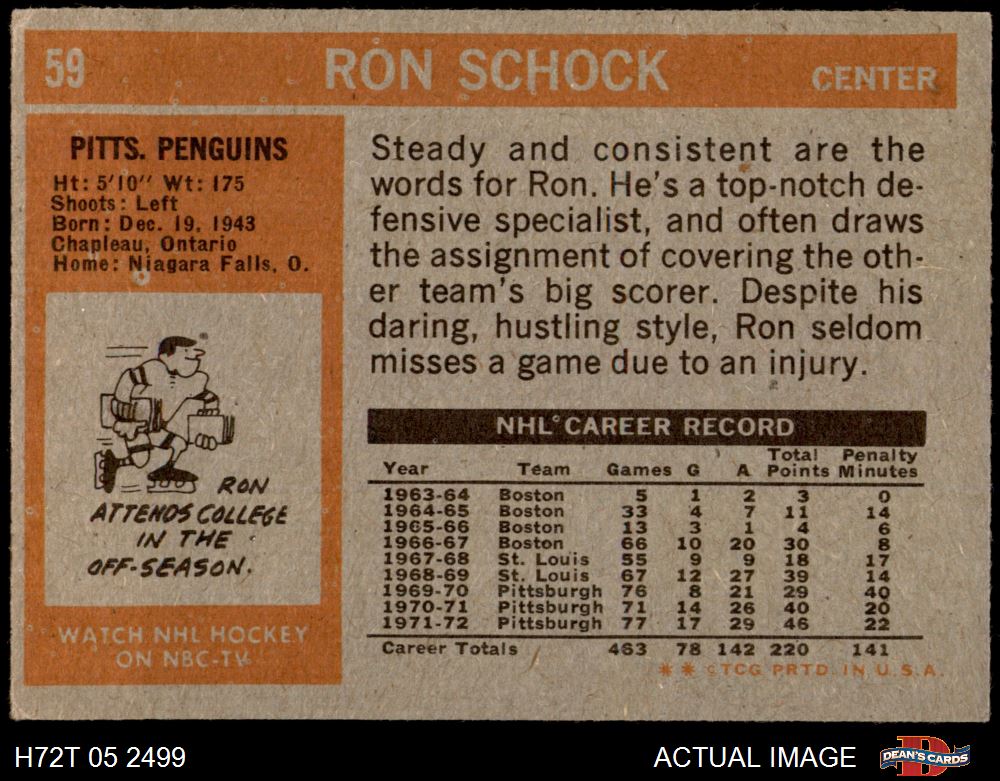 59 RON SCHOCK CENTER
PITTS. PENGUINS
Ht: 5'10" Wt: 175
Shoots: Left
Born: Dec. 19, 1943
Chapleau, Ontario
Home: Niagara Falls, O.
RON
ATTENDS COLLEGE
IN THE
OFF-SEASON.
WATCH NHL HOCKEY
ON NBC-TV
Steady and consistent are the
words for Ron. He's a top-notch de-
fensive specialist, and often draws
the assignment of covering the oth-
er team's big scorer. Despite his
daring, hustling style, Ron seldom
misses a game due to an injury.
NHL CAREER RECORD
Year Team Games G A Total Points Penalty Minutes
1963-64 Boston 5 1 2 3 0
1964-65 Boston 33 4 7 11 14
1965-66 Boston 13 3 1 4 6
1966-67 Boston 66 10 20 30 8
1967-68 St. Louis 55 9 9 18 17
1968-69 St. Louis 67 12 27 39 14
1969-70 Pittsburgh 76 8 21 29 40
1970-71 Pittsburgh 71 14 26 40 20
1971-72 Pittsburgh 77 17 29 46 22
Career Totals 463 78 142 220 141
** ©TCG PRTD. IN U.S.A.
H72T 05 2499 ACTUAL IMAGE DEAN'S CARDS